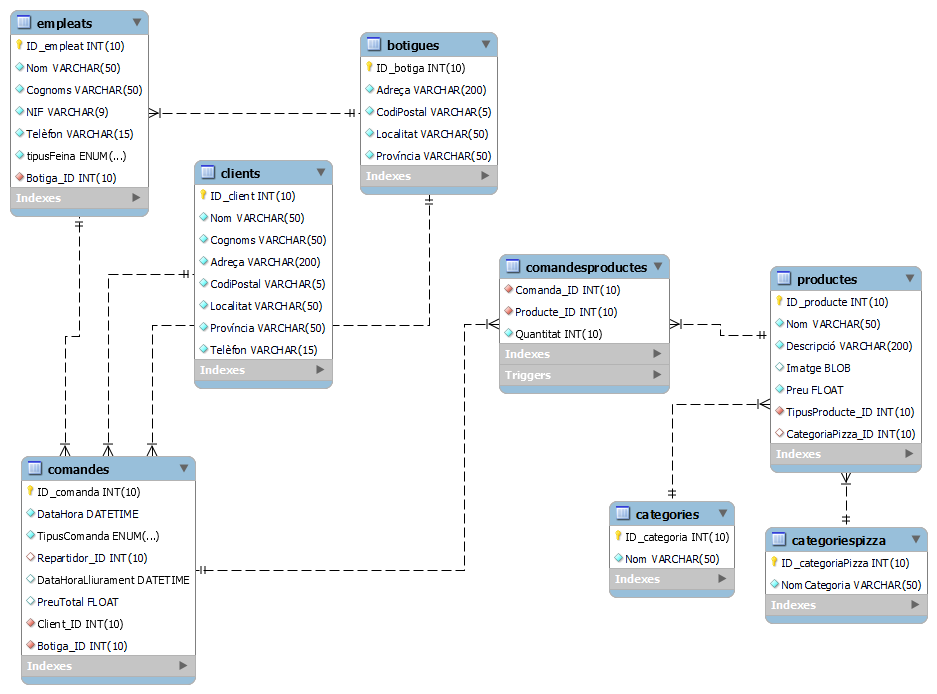 empleats
ID_empleat INT(10)
Nom VARCHAR(50)
Cognoms VARCHAR(50)
NIF VARCHAR(9)
Telèfon VARCHAR(15)
tipusFeina ENUM(...)
Botiga_ID INT(10)
Indexes
botigues
ID_botiga INT(10)
Adreça VARCHAR(200)
CodiPostal VARCHAR(5)
Localitat VARCHAR(50)
Província VARCHAR(50)
Indexes
clients
ID_client INT(10)
Nom VARCHAR(50)
Cognoms VARCHAR(50)
Adreça VARCHAR(200)
CodiPostal VARCHAR(5)
Localitat VARCHAR(50)
Província VARCHAR(50)
Telèfon VARCHAR(15)
Indexes
comandesproductes
Comanda_ID INT(10)
Producte_ID INT(10)
Quantitat INT(10)
Indexes
Triggers
productes
ID_producte INT(10)
Nom VARCHAR(50)
Descripció VARCHAR(200)
Imatge BLOB
Preu FLOAT
TipusProducte_ID INT(10)
CategoriaPizza_ID INT(10)
Indexes
comandes
ID_comanda INT(10)
DataHora DATETIME
TipusComanda ENUM(...)
Repartidor_ID INT(10)
DataHoraLliurament DATETIME
PreuTotal FLOAT
Client_ID INT(10)
Botiga_ID INT(10)
Indexes
categories
ID_categoria INT(10)
Nom VARCHAR(50)
Indexes
categoriespizza
ID_categoriaPizza INT(10)
NomCategoria VARCHAR(50)
Indexes